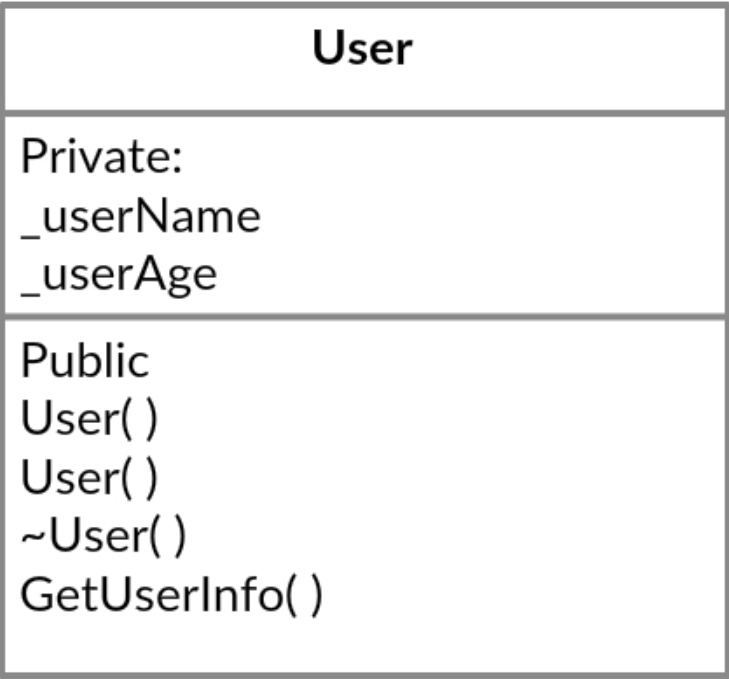 User
Private:
_userName
_userAge
Public
User( )
User( )
~User( )
GetUserInfo( )